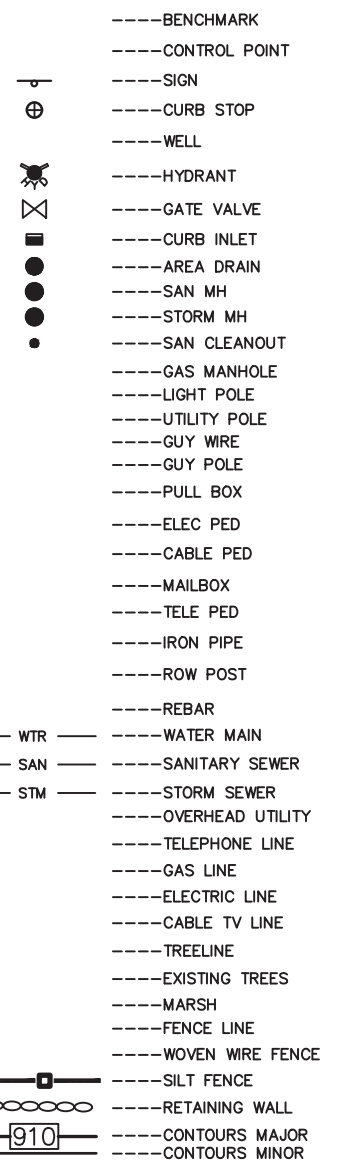 ----BENCHMARK
----CONTROL POINT
----SIGN
----CURB STOP
----WELL
----HYDRANT
----GATE VALVE
----CURB INLET
----AREA DRAIN
----SAN MH
----STORM MH
----SAN CLEANOUT
----GAS MANHOLE
----LIGHT POLE
----UTILITY POLE
----GUY WIRE
----GUY POLE
----PULL BOX
----ELEC PED
----CABLE PED
----MAILBOX
----TELE PED
----IRON PIPE
----ROW POST
----REBAR
WTR ----WATER MAIN
SAN ----SANITARY SEWER
STM ----STORM SEWER
----OVERHEAD UTILITY
----TELEPHONE LINE
----GAS LINE
----ELECTRIC LINE
----CABLE TV LINE
----TREELINE
----EXISTING TREES
----MARSH
----FENCE LINE
----WOVEN WIRE FENCE
----SILT FENCE
----RETAINING WALL
910 ----CONTOURS MAJOR
----CONTOURS MINOR